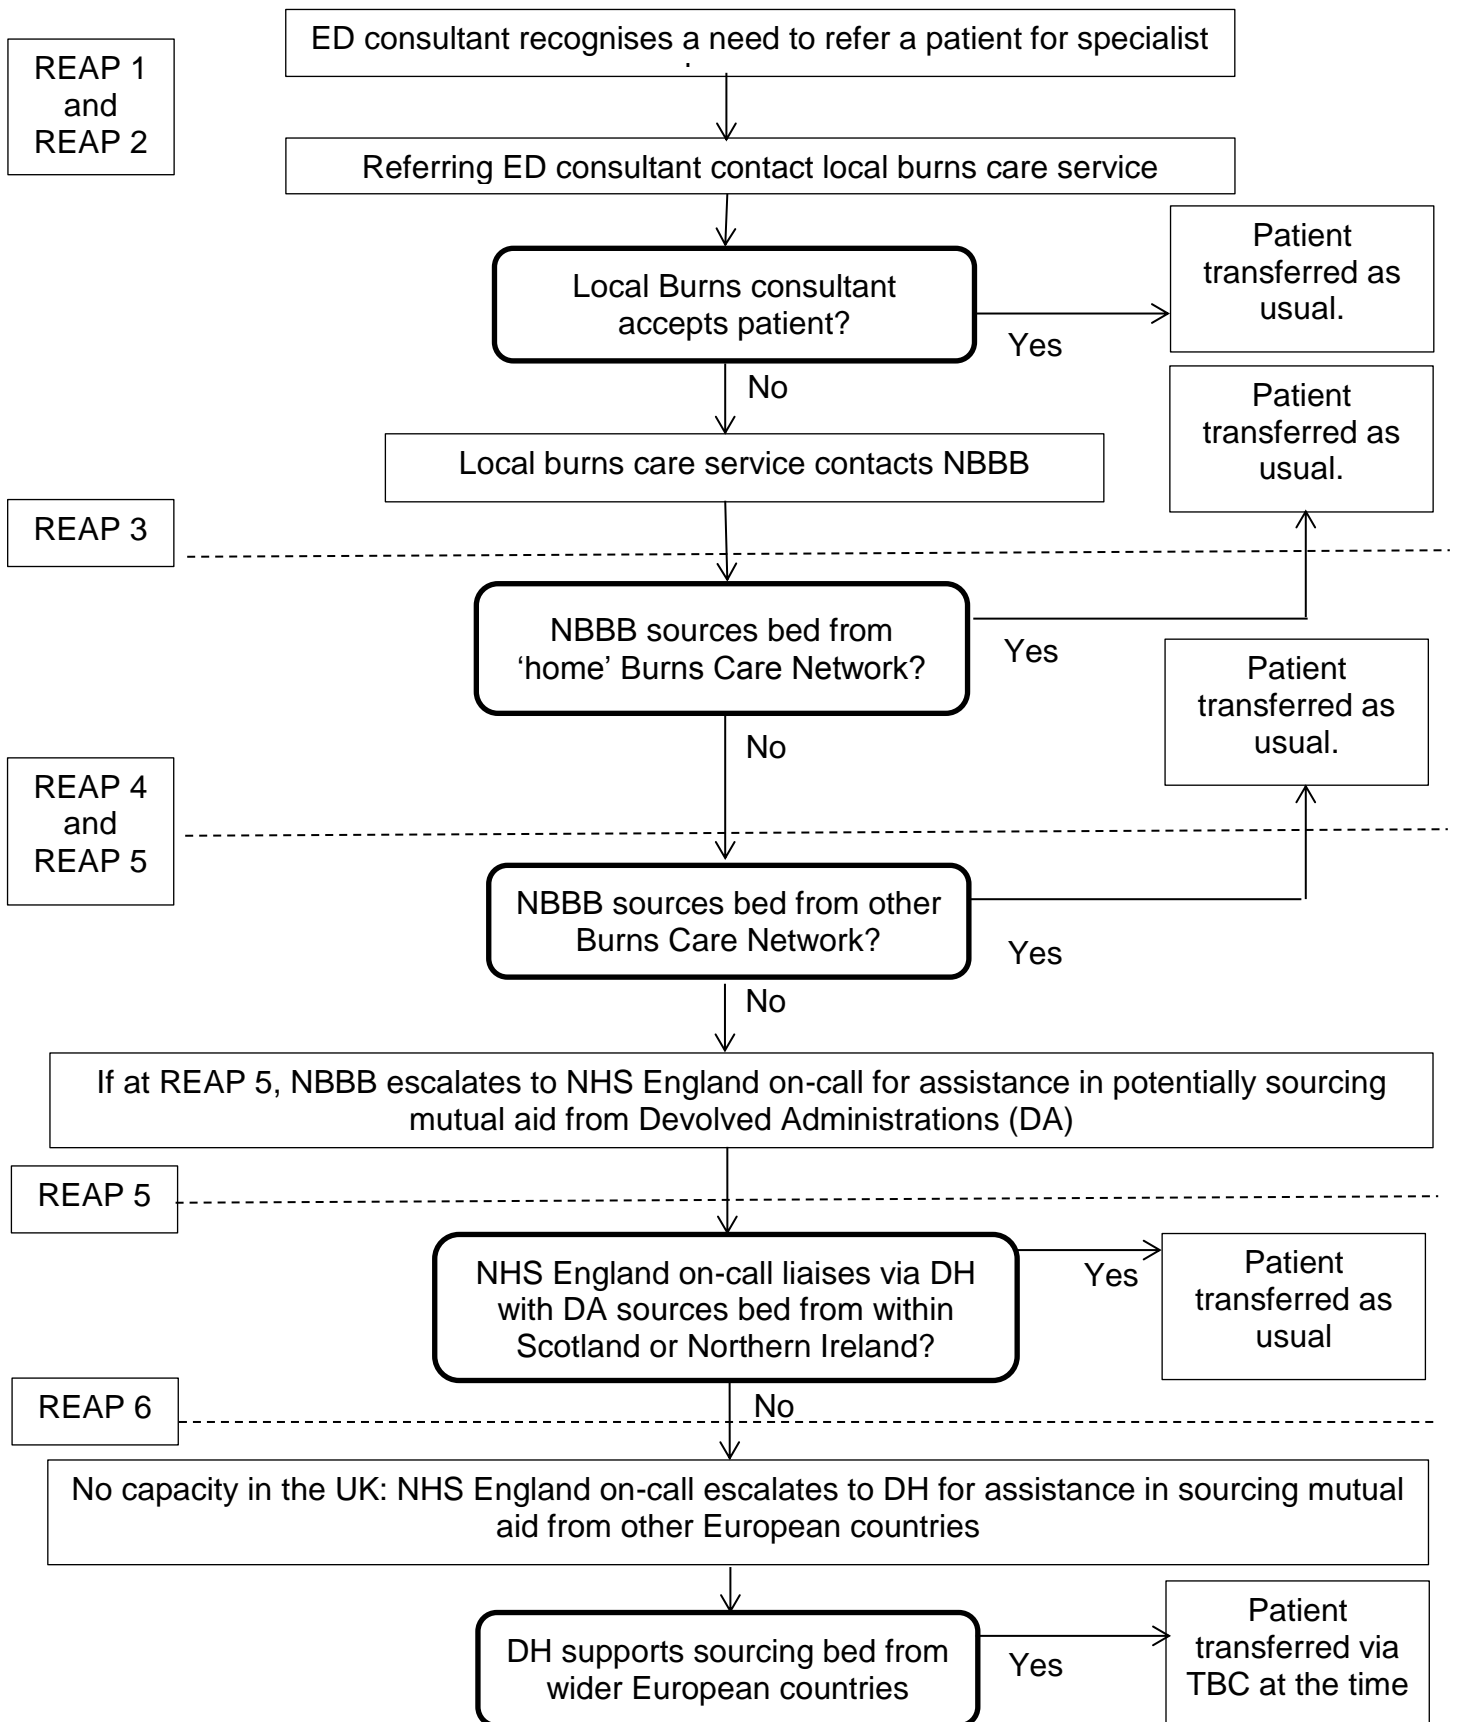 ED consultant recognises a need to refer a patient for specialist
REAP 1
and
REAP 2
Referring ED consultant contact local burns care service
Patient
transferred as
usual.
Local Burns consultant
accepts patient?
Yes
No
Patient
transferred as
usual.
Local burns care service contacts NBBB
REAP 3
NBBB sources bed from
‘home’ Burns Care Network?
Yes
No
Patient
transferred as
usual.
REAP 4
and
REAP 5
NBBB sources bed from other
Burns Care Network?
Yes
No
If at REAP 5, NBBB escalates to NHS England on-call for assistance in potentially sourcing
mutual aid from Devolved Administrations (DA)
REAP 5
NHS England on-call liaises via DH
with DA sources bed from within
Scotland or Northern Ireland?
Yes
Patient
transferred as
usual
REAP 6
No
No capacity in the UK: NHS England on-call escalates to DH for assistance in sourcing mutual
aid from other European countries
DH supports sourcing bed from
wider European countries
Yes
Patient
transferred via
TBC at the time